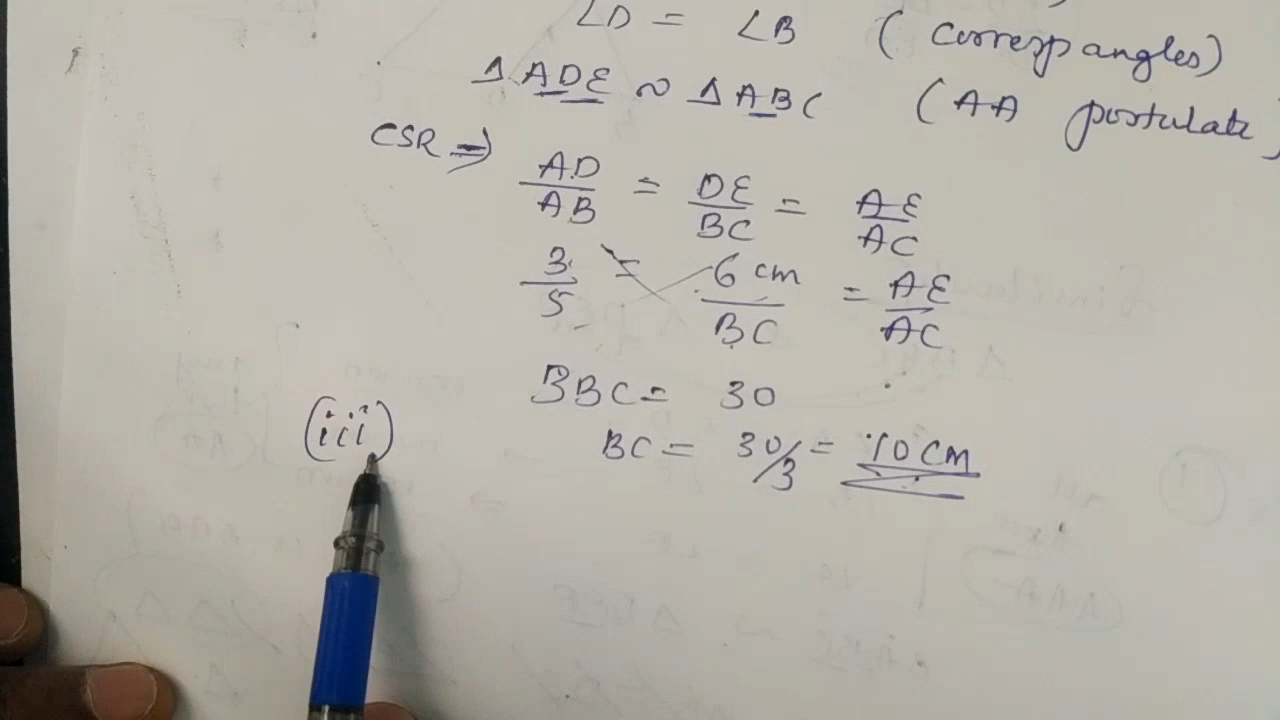 ∠D = ∠B (corresp angles)
Δ ADE ~ Δ ABC (AA postulate)
CSR ⇒ AD/AB = DE/BC = AE/AC
3/5 = 6 cm/BC = AE/AC
3BC = 30
(iii)
BC = 30/3 = 10 cm